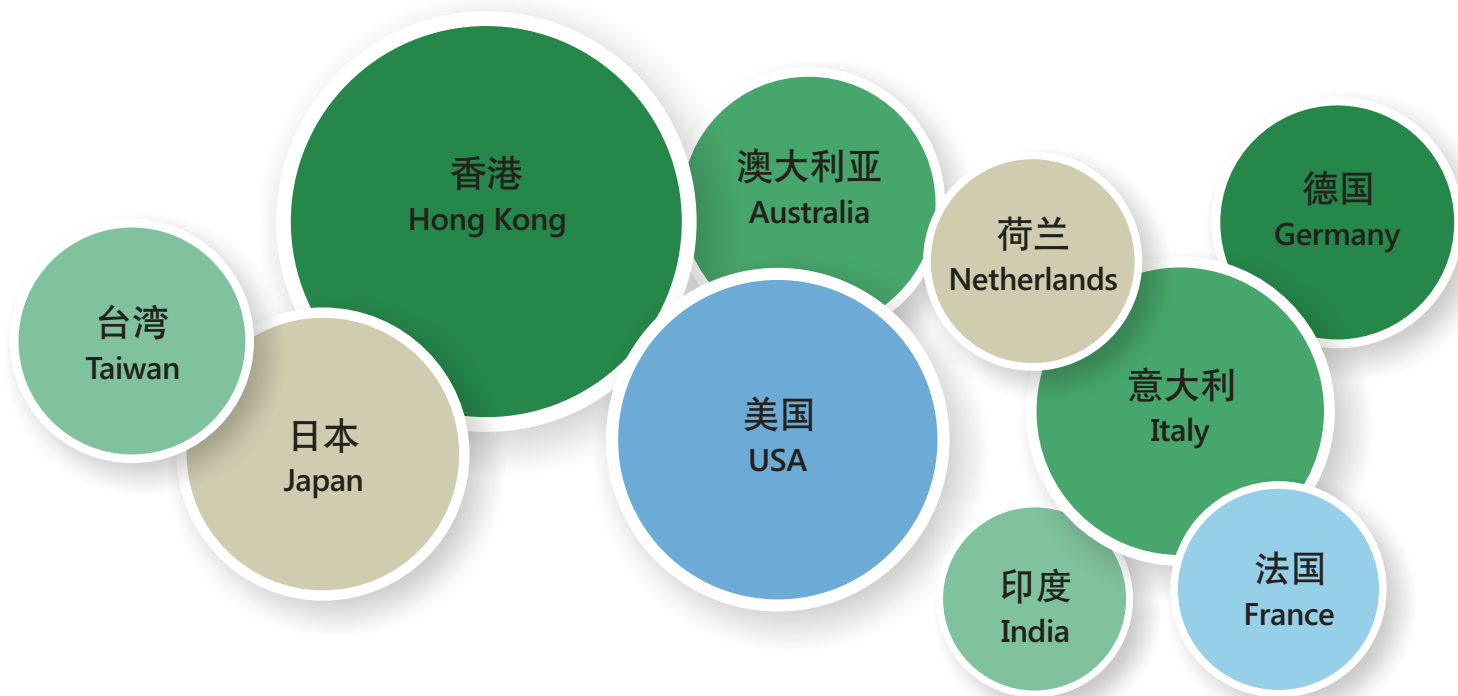 香港
Hong Kong
澳大利亚
Australia
荷兰
Netherlands
德国
Germany
台湾
Taiwan
日本
Japan
美国
USA
意大利
Italy
印度
India
法国
France